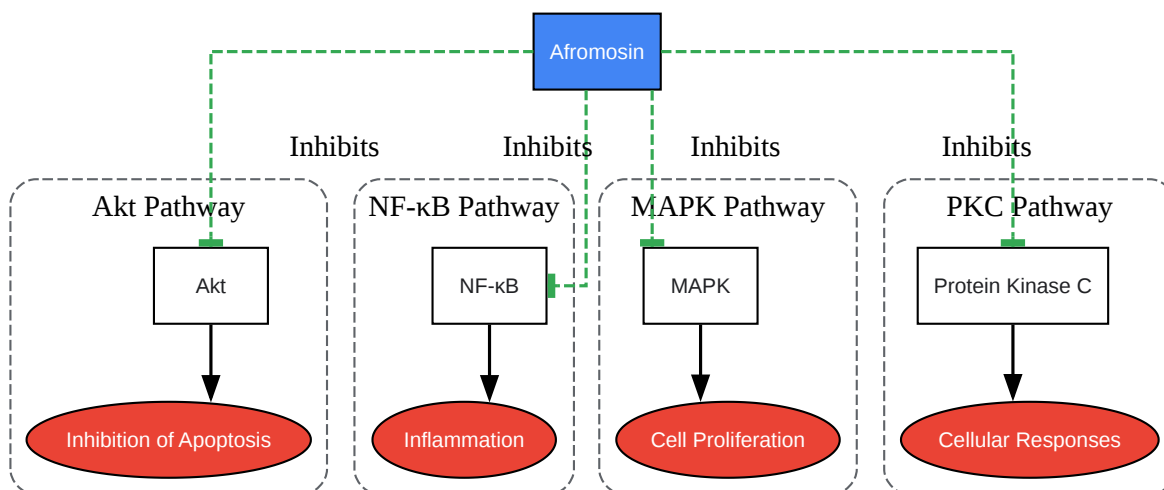 Afromosin
Inhibits Inhibits Inhibits Inhibits
Akt Pathway NF-κB Pathway MAPK Pathway PKC Pathway
Akt NF-κB MAPK Protein Kinase C
Inhibition of Apoptosis Inflammation Cell Proliferation Cellular Responses